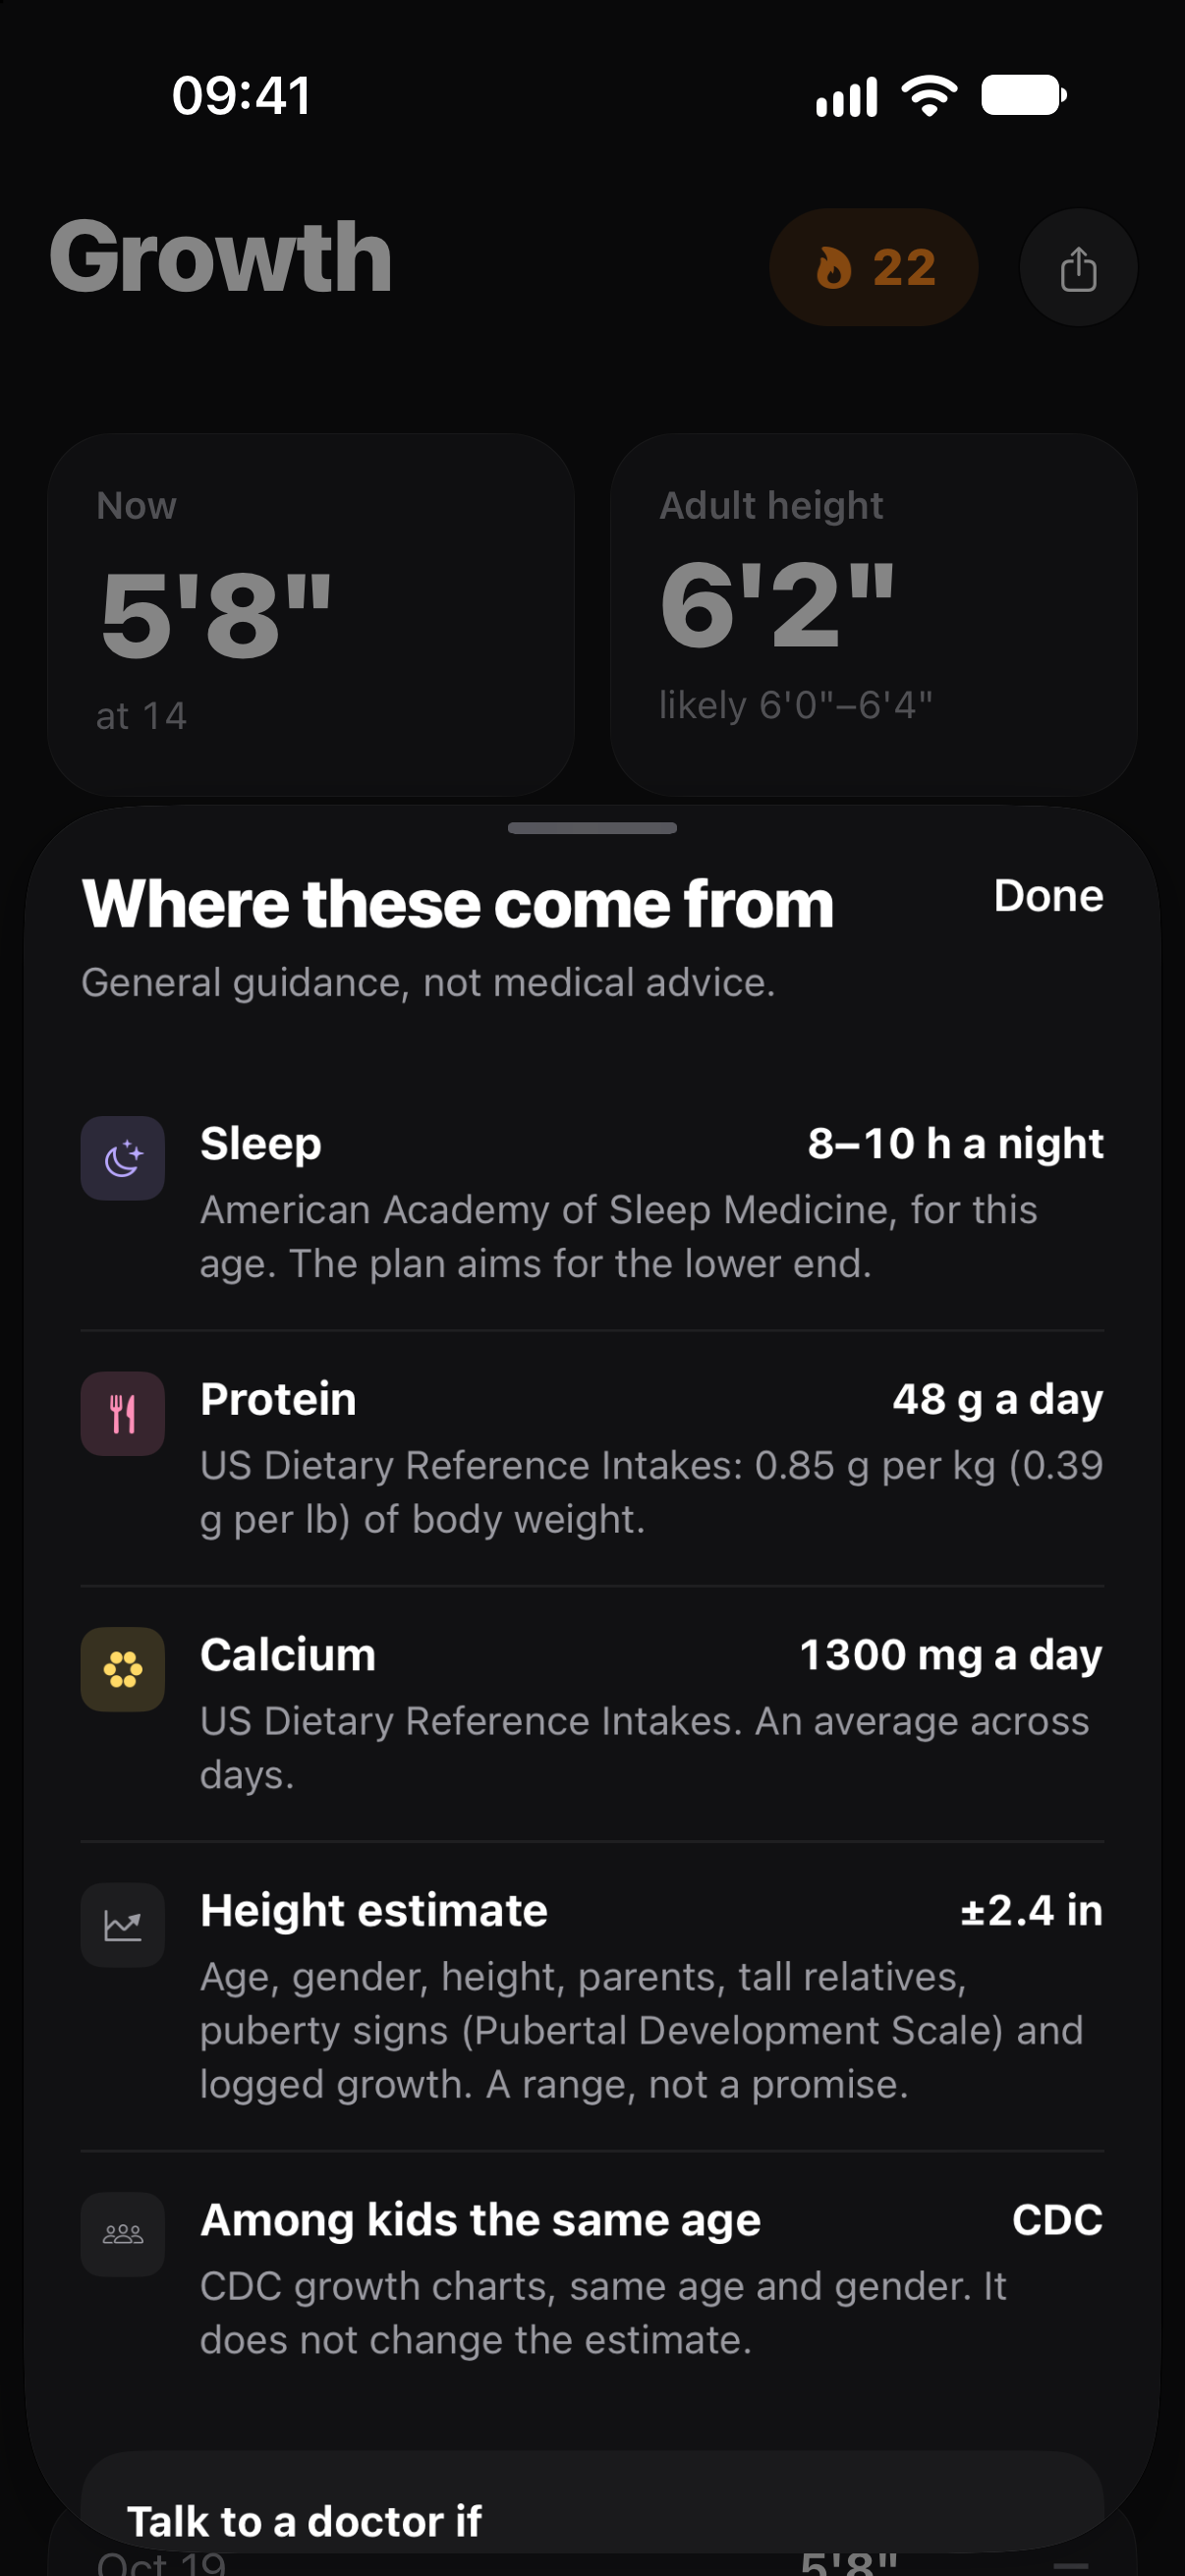 09:41
Growth
22
Now
Adult height
5'8"
6'2"
at 14
likely 6'0"–6'4"
Where these come from
Done
General guidance, not medical advice.
Sleep
8–10 h a night
American Academy of Sleep Medicine, for this
age. The plan aims for the lower end.
Protein
48 g a day
US Dietary Reference Intakes: 0.85 g per kg (0.39
g per lb) of body weight.
Calcium
1300 mg a day
US Dietary Reference Intakes. An average across
days.
Height estimate
±2.4 in
Age, gender, height, parents, tall relatives,
puberty signs (Pubertal Development Scale) and
logged growth. A range, not a promise.
Among kids the same age
CDC
CDC growth charts, same age and gender. It
does not change the estimate.
Talk to a doctor if
Oct 19
5'8"
—